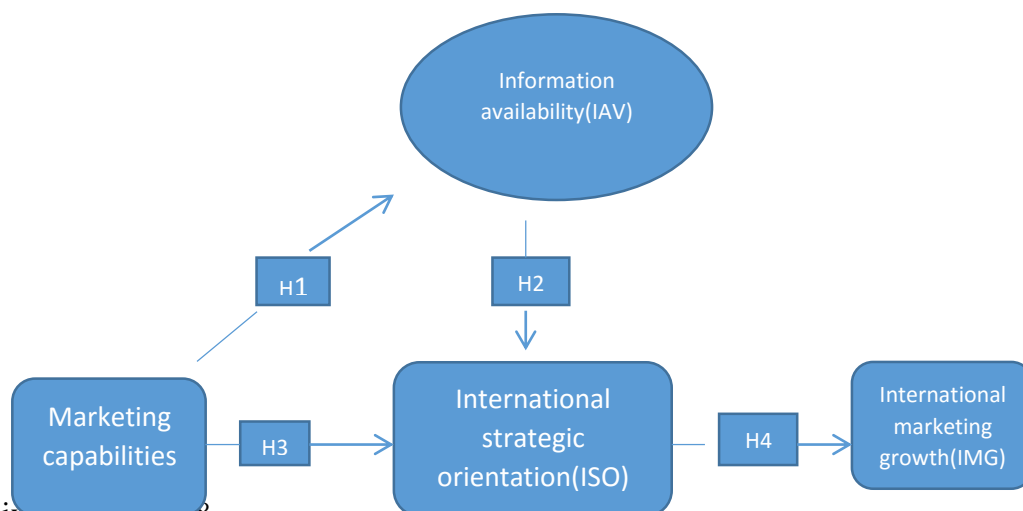 Information
availability(IAV)
H1
H2
Marketing
capabilities
H3
International
strategic
orientation(ISO)
H4
International
marketing
growth(IMG)